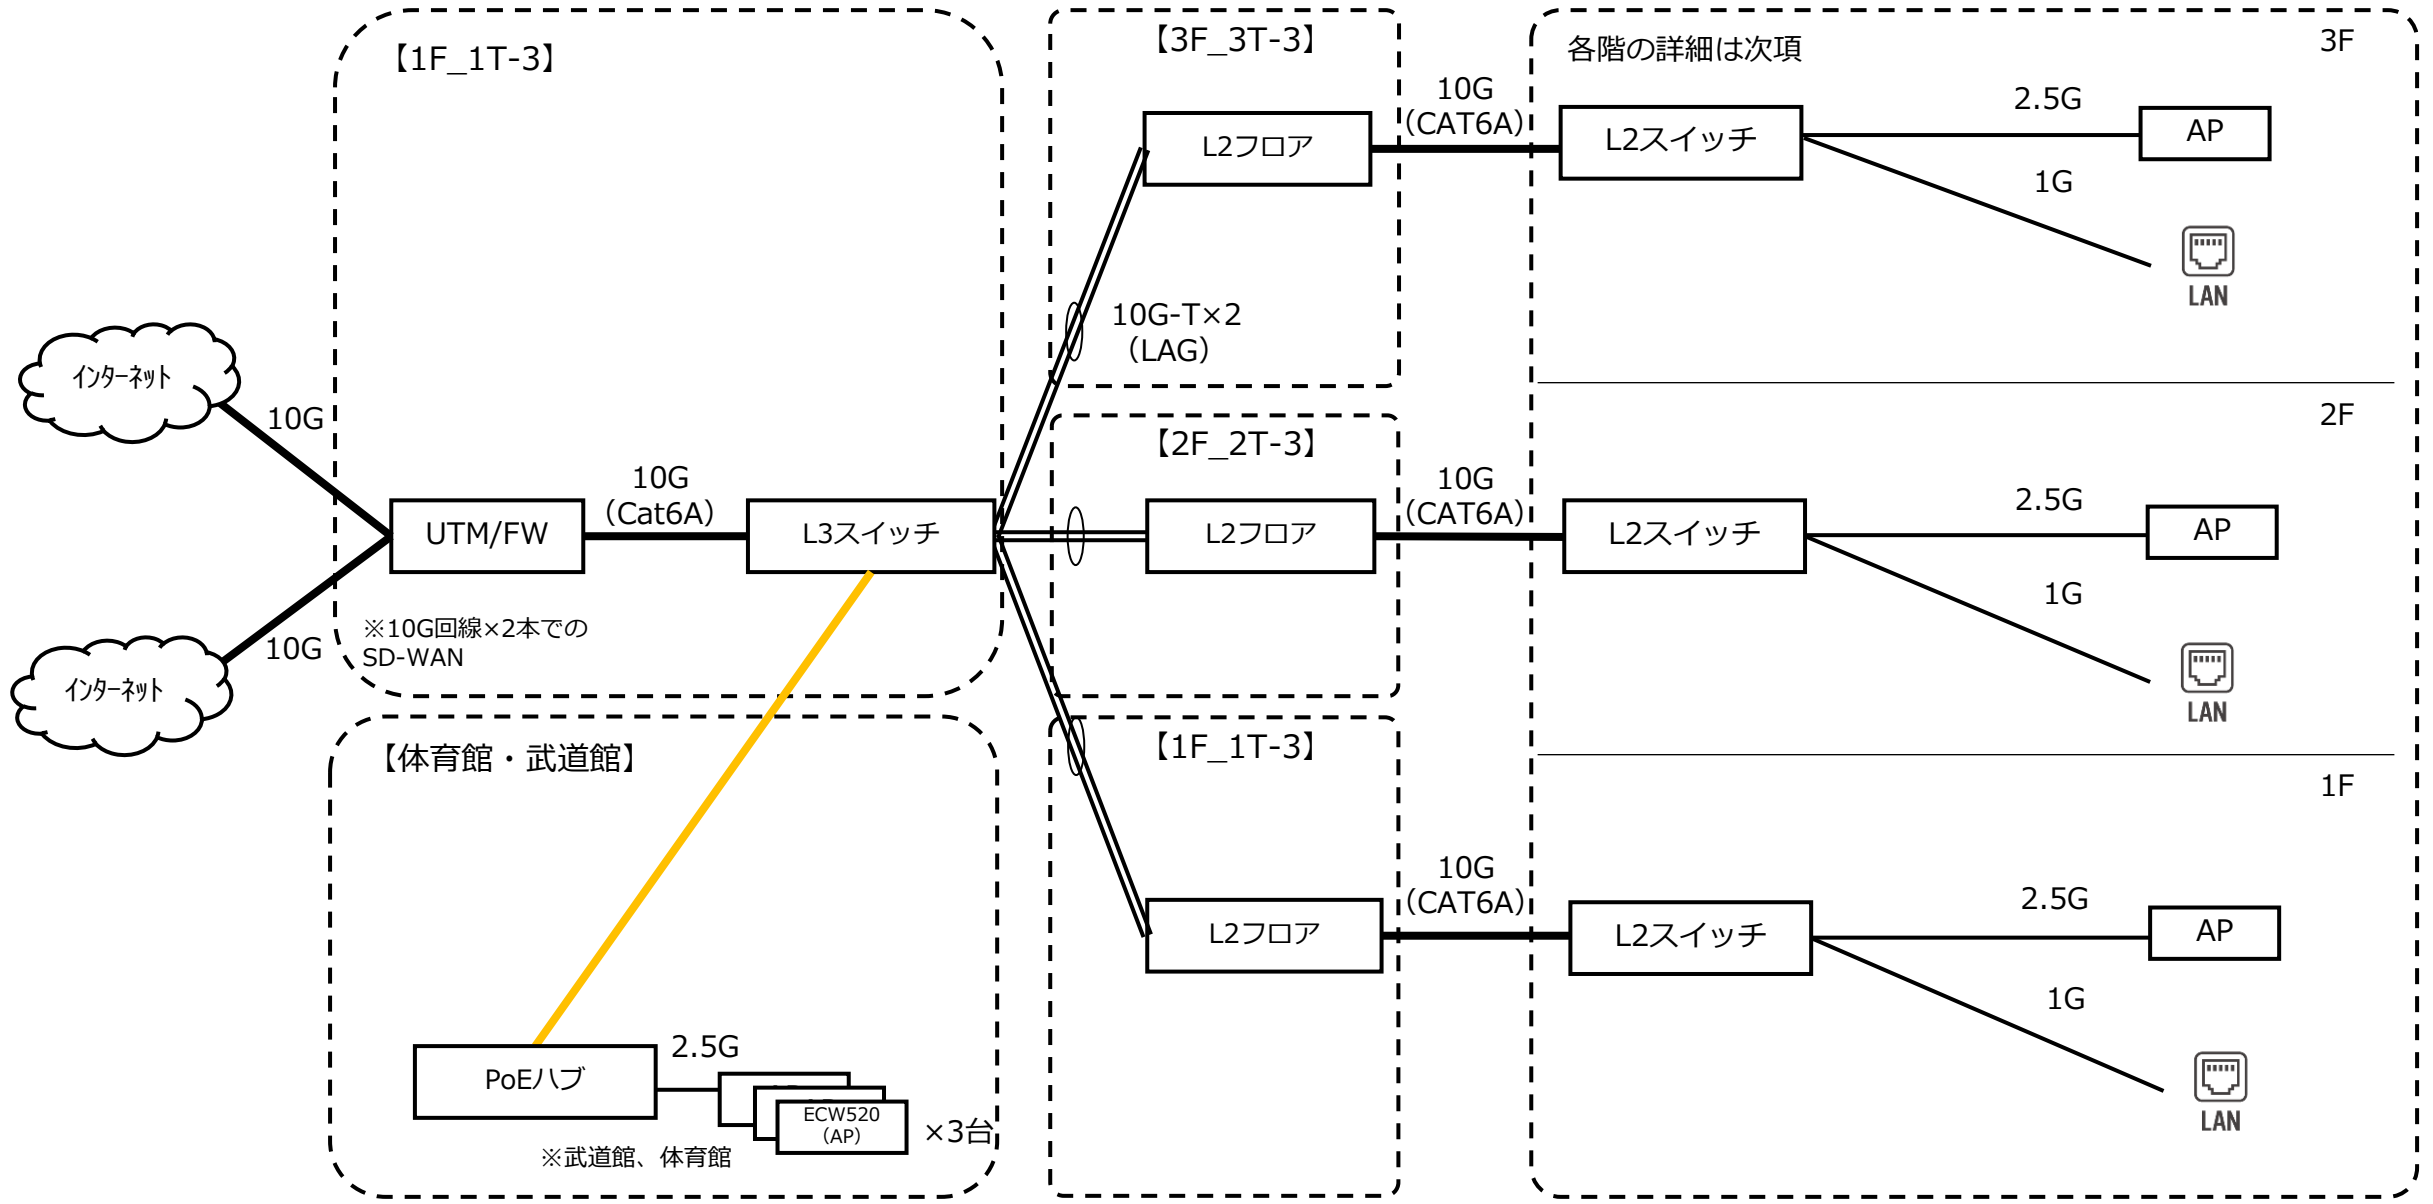 【1F_1T-3】
インターネット
10G
インターネット
10G
UTM/FW
10G
（Cat6A）
L3スイッチ
※10G回線×2本での
SD-WAN
【体育館・武道館】
PoEハブ
2.5G
ECW520
（AP）
×3台
※武道館、体育館
【3F_3T-3】
L2フロア
10G-T×2
（LAG）
【2F_2T-3】
L2フロア
【1F_1T-3】
L2フロア
10G
（CAT6A）
10G
（CAT6A）
10G
（CAT6A）
各階の詳細は次項
3F
L2スイッチ
2.5G
AP
1G
LAN
2F
L2スイッチ
2.5G
AP
1G
LAN
1F
L2スイッチ
2.5G
AP
1G
LAN